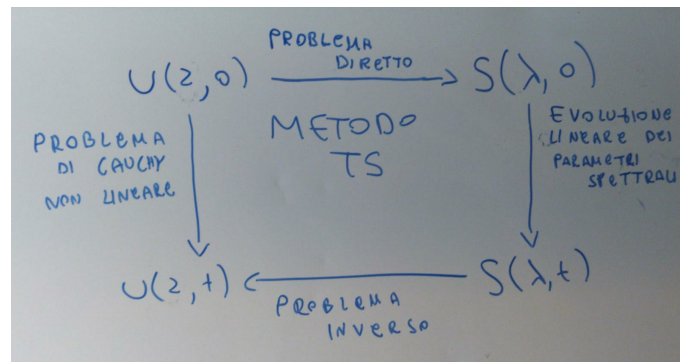 PROBLEMA
DIRETTO
U(z,0)
S(λ,0)
METODO
TS
PROBLEMA
DI CAUCHY
NON LINEARE
EVOLUZIONE
LINEARE DEI
PARAMETRI
SPETTRALI
U(z,t)
S(λ,t)
PROBLEMA
INVERSO